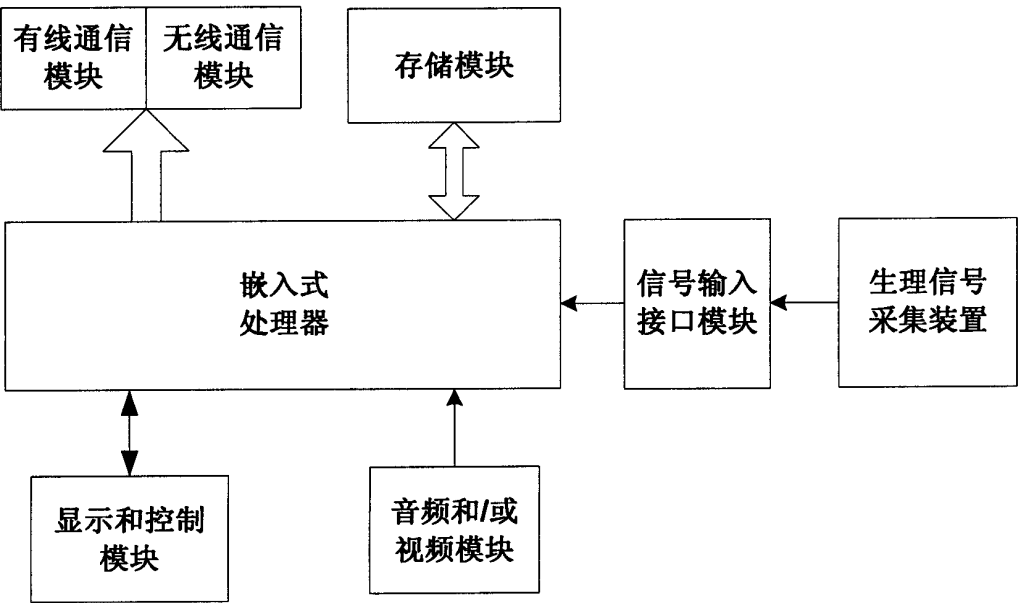 有线通信
模块
无线通信
模块
存储模块
嵌入式
处理器
信号输入
接口模块
生理信号
采集装置
显示和控制
模块
音频和/或
视频模块